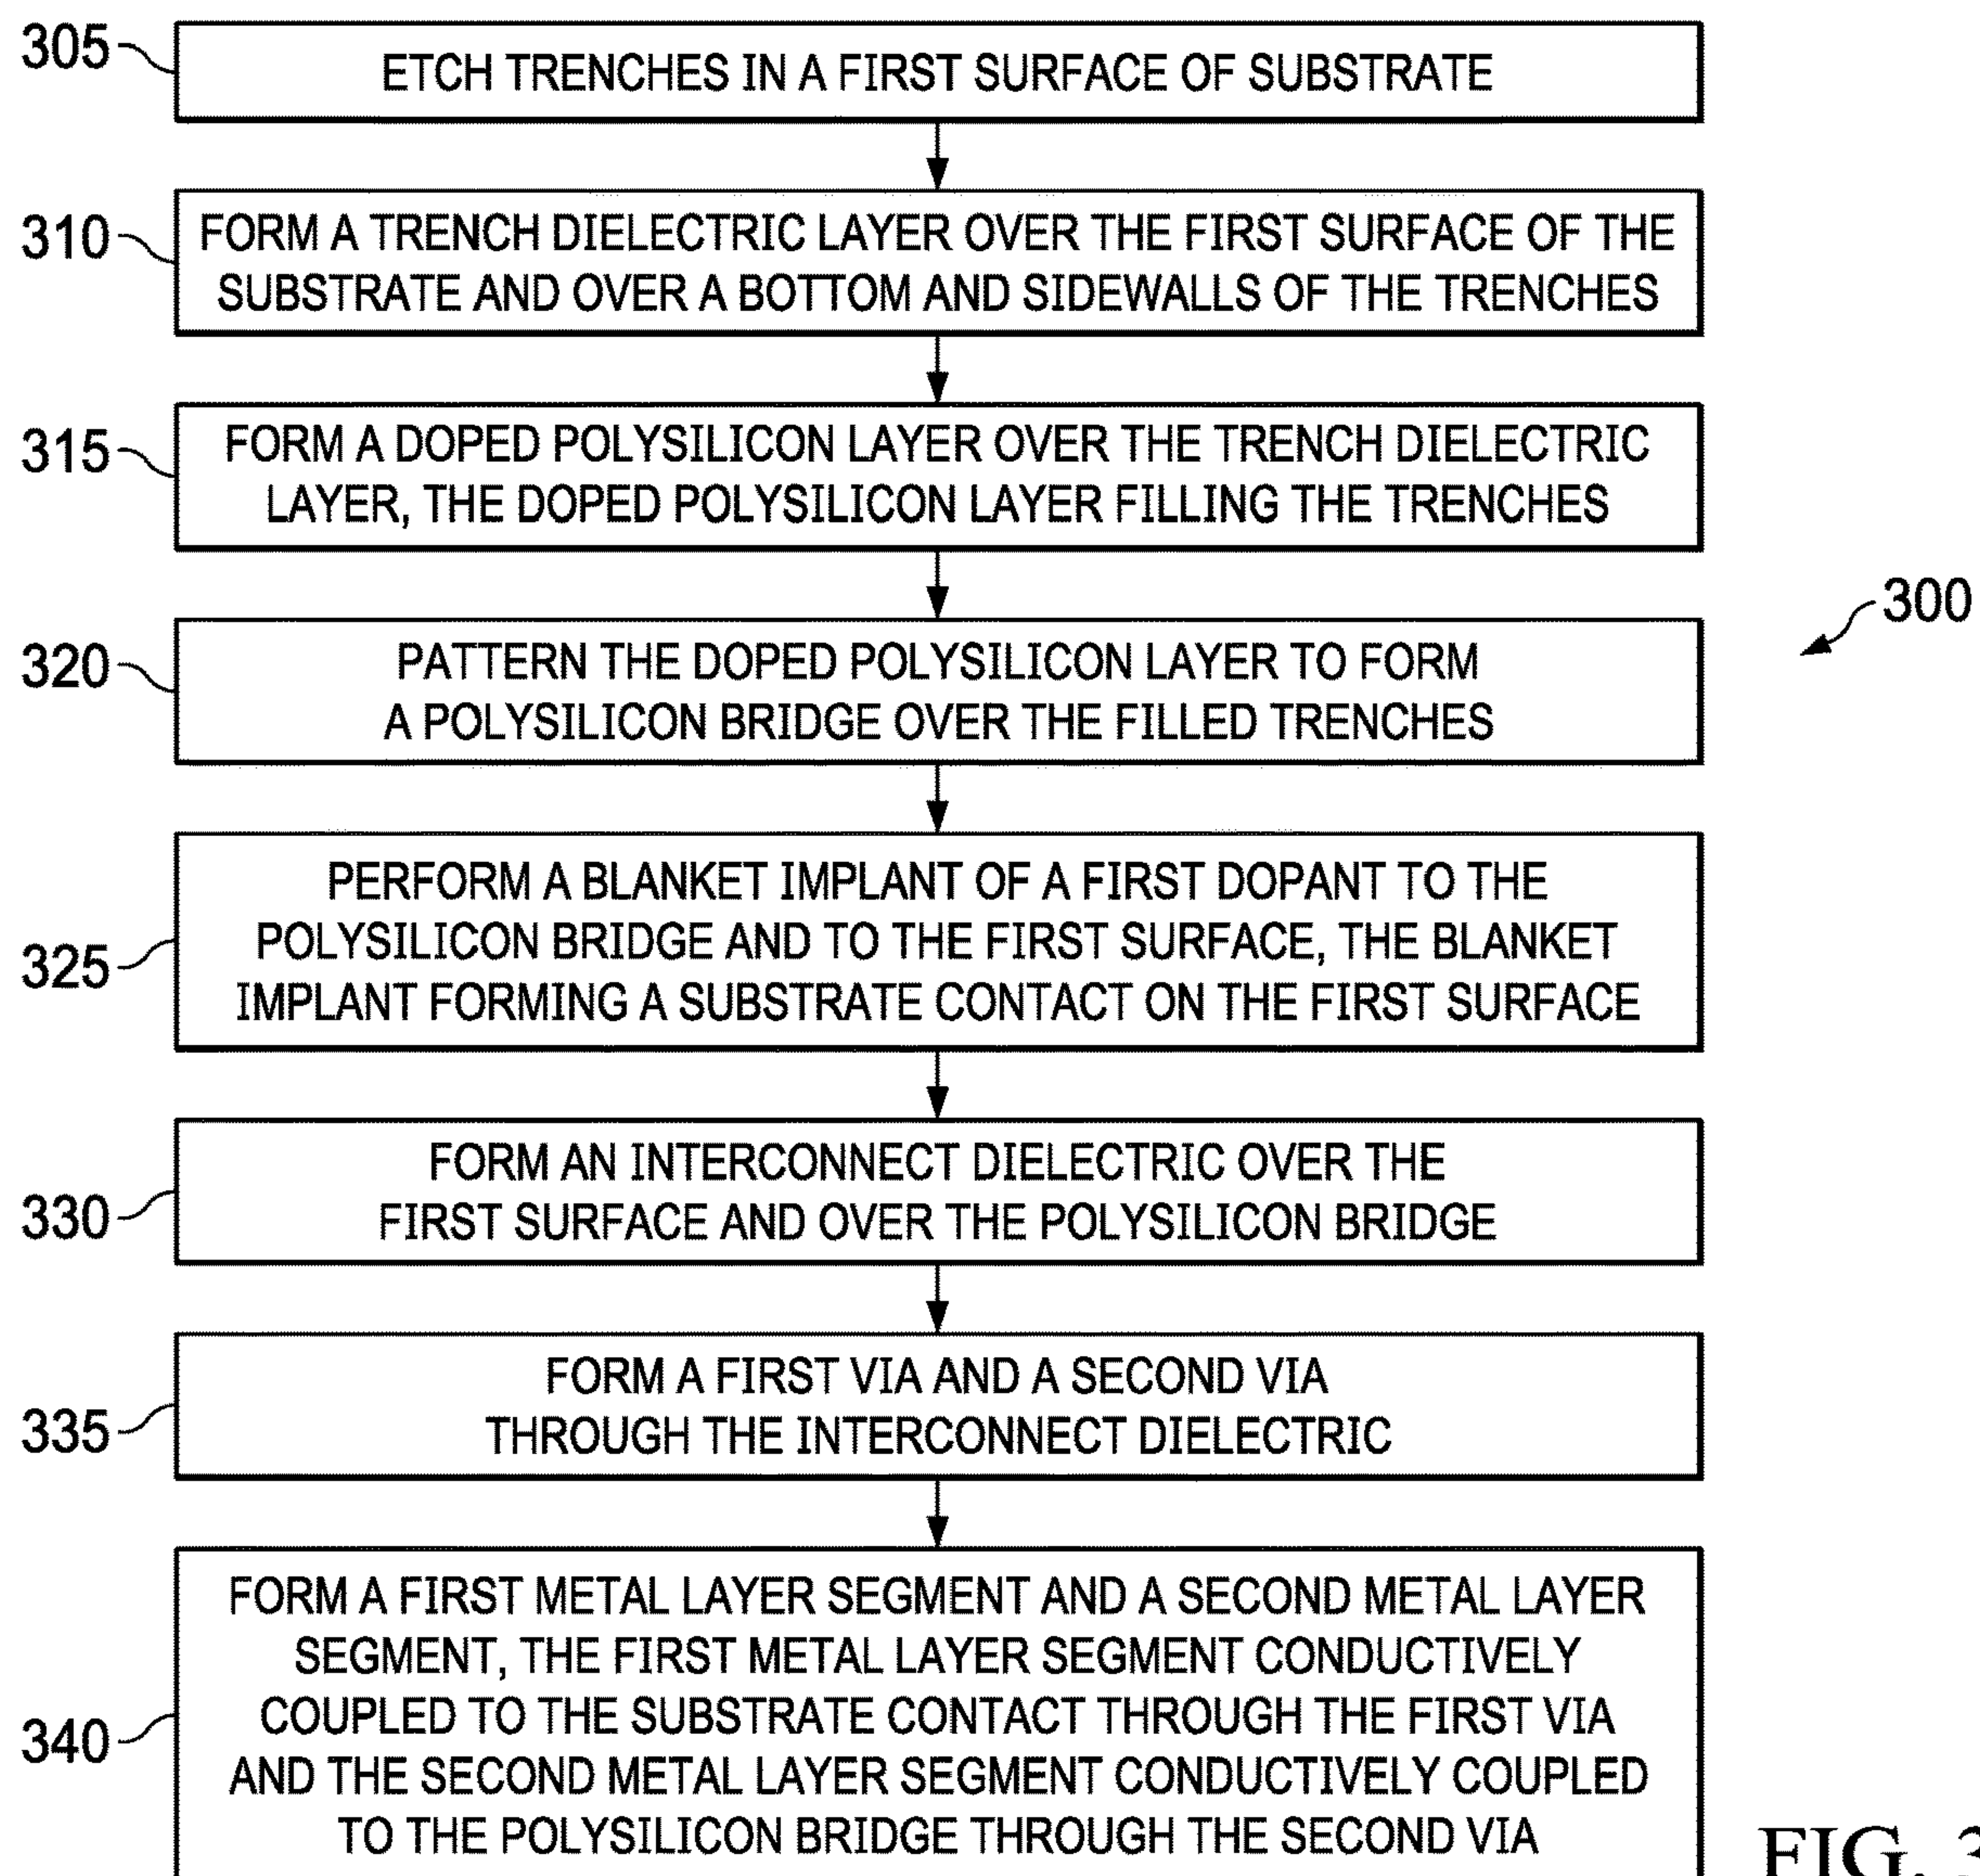 305
ETCH TRENCHES IN A FIRST SURFACE OF SUBSTRATE
310
FORM A TRENCH DIELECTRIC LAYER OVER THE FIRST SURFACE OF THE
SUBSTRATE AND OVER A BOTTOM AND SIDEWALLS OF THE TRENCHES
315
FORM A DOPED POLYSILICON LAYER OVER THE TRENCH DIELECTRIC
LAYER, THE DOPED POLYSILICON LAYER FILLING THE TRENCHES
300
320
PATTERN THE DOPED POLYSILICON LAYER TO FORM
A POLYSILICON BRIDGE OVER THE FILLED TRENCHES
325
PERFORM A BLANKET IMPLANT OF A FIRST DOPANT TO THE
POLYSILICON BRIDGE AND TO THE FIRST SURFACE, THE BLANKET
IMPLANT FORMING A SUBSTRATE CONTACT ON THE FIRST SURFACE
330
FORM AN INTERCONNECT DIELECTRIC OVER THE
FIRST SURFACE AND OVER THE POLYSILICON BRIDGE
335
FORM A FIRST VIA AND A SECOND VIA
THROUGH THE INTERCONNECT DIELECTRIC
340
FORM A FIRST METAL LAYER SEGMENT AND A SECOND METAL LAYER
SEGMENT, THE FIRST METAL LAYER SEGMENT CONDUCTIVELY
COUPLED TO THE SUBSTRATE CONTACT THROUGH THE FIRST VIA
AND THE SECOND METAL LAYER SEGMENT CONDUCTIVELY COUPLED
TO THE POLYSILICON BRIDGE THROUGH THE SECOND VIA
FIG. 3